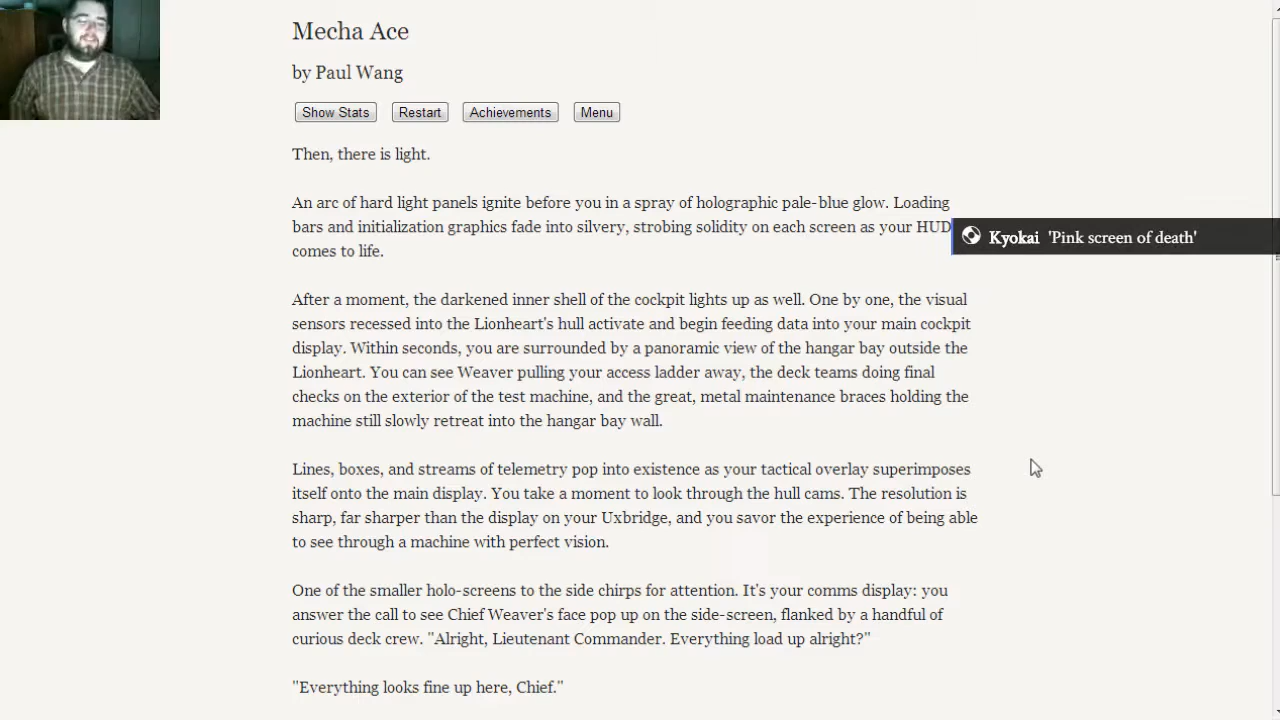 Mecha Ace
by Paul Wang
Show Stats Restart Achievements Menu
Then, there is light.
An arc of hard light panels ignite before you in a spray of holographic pale-blue glow. Loading
bars and initialization graphics fade into silvery, strobing solidity on each screen as your HUD
comes to life.
Kyokai 'Pink screen of death'
After a moment, the darkened inner shell of the cockpit lights up as well. One by one, the visual
sensors recessed into the Lionheart's hull activate and begin feeding data into your main cockpit
display. Within seconds, you are surrounded by a panoramic view of the hangar bay outside the
Lionheart. You can see Weaver pulling your access ladder away, the deck teams doing final
checks on the exterior of the test machine, and the great, metal maintenance braces holding the
machine still slowly retreat into the hangar bay wall.
Lines, boxes, and streams of telemetry pop into existence as your tactical overlay superimposes
itself onto the main display. You take a moment to look through the hull cams. The resolution is
sharp, far sharper than the display on your Uxbridge, and you savor the experience of being able
to see through a machine with perfect vision.
One of the smaller holo-screens to the side chirps for attention. It's your comms display: you
answer the call to see Chief Weaver's face pop up on the side-screen, flanked by a handful of
curious deck crew. "Alright, Lieutenant Commander. Everything load up alright?"
"Everything looks fine up here, Chief."